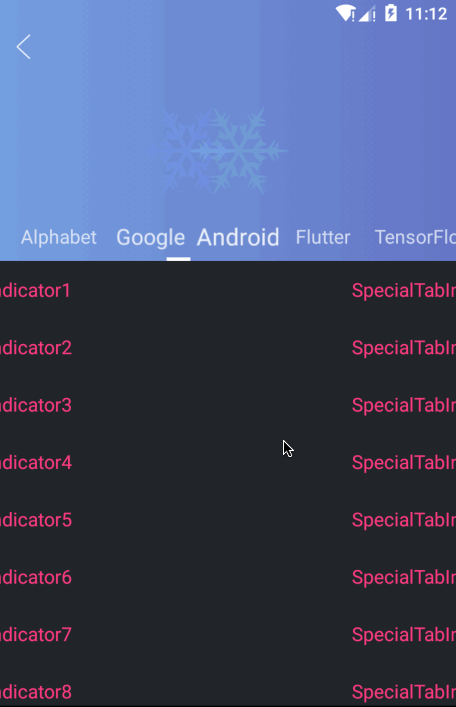 11:12
Alphabet Google Android Flutter TensorFlo
ndicator1 SpecialTabIn
ndicator2 SpecialTabIn
ndicator3 SpecialTabIn
ndicator4 SpecialTabIn
ndicator5 SpecialTabIn
ndicator6 SpecialTabIn
ndicator7 SpecialTabIn
ndicator8 SpecialTabIn